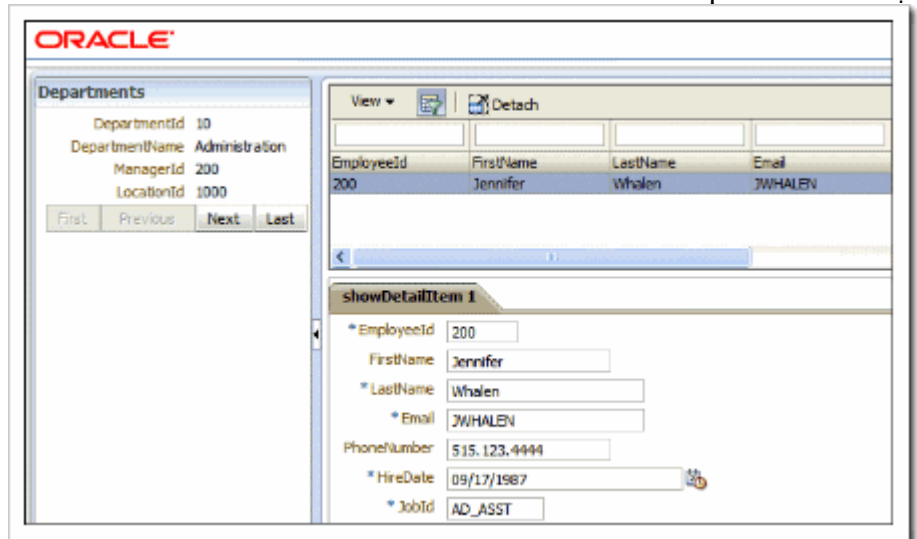 ORACLE
Departments
DepartmentId 10
DepartmentName Administration
ManagerId 200
LocationId 1000
First Previous Next Last
View Detach
EmployeeId FirstName LastName Email
200 Jennifer Whalen JWHALEN
showDetailItem 1
* EmployeeId 200
FirstName Jennifer
* LastName Whalen
* Email JWHALEN
PhoneNumber 515.123.4444
* HireDate 09/17/1987
* JobId AD_ASST